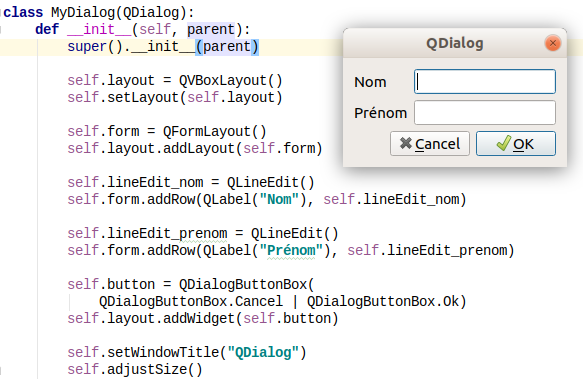 class MyDialog(QDialog):
    def __init__(self, parent):
        super().__init__(parent)
        self.layout = QVBoxLayout()
        self.setLayout(self.layout)
        self.form = QFormLayout()
        self.layout.addLayout(self.form)
        self.lineEdit_nom = QLineEdit()
        self.form.addRow(QLabel("Nom"), self.lineEdit_nom)
        self.lineEdit_prenom = QLineEdit()
        self.form.addRow(QLabel("Prénom"), self.lineEdit_prenom)
        self.button = QDialogButtonBox(
            QDialogButtonBox.Cancel | QDialogButtonBox.Ok)
        self.layout.addWidget(self.button)
        self.setWindowTitle("QDialog")
        self.adjustSize()
QDialog
Nom
Prénom
Cancel
OK